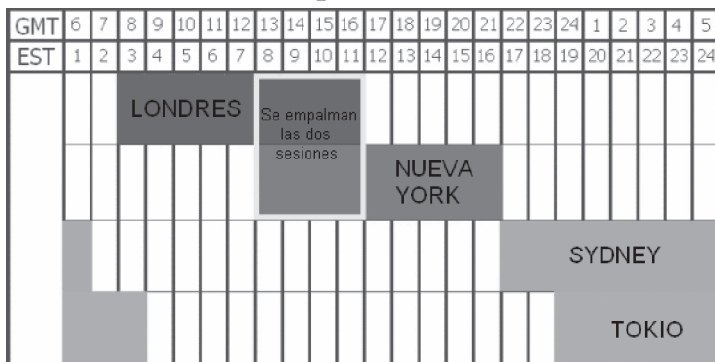 GMT 6 7 8 9 10 11 12 13 14 15 16 17 18 19 20 21 22 23 24 1 2 3 4 5
EST 1 2 3 4 5 6 7 8 9 10 11 12 13 14 15 16 17 18 19 20 21 22 23 24
LONDRES
Se empalman
las dos
sesiones
NUEVA
YORK
SYDNEY
TOKIO